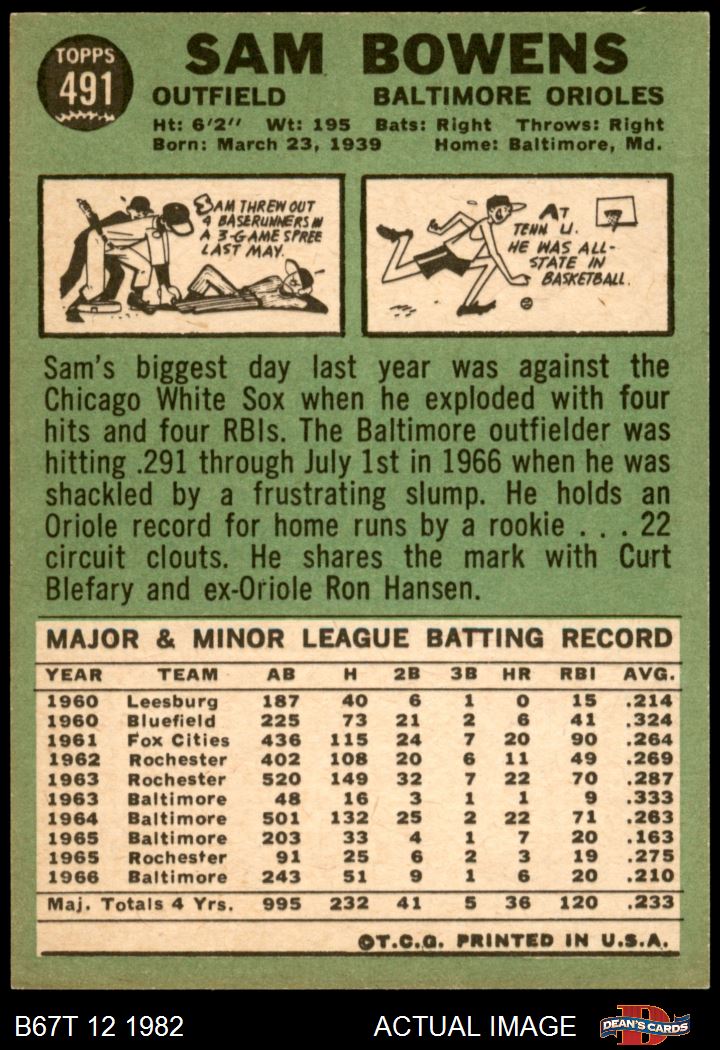 TOPPS
491
SAM BOWENS
OUTFIELD BALTIMORE ORIOLES
Ht: 6'2" Wt: 195 Bats: Right Throws: Right
Born: March 23, 1939 Home: Baltimore, Md.
SAM THREW OUT
4 BASERUNNERS IN
A 3-GAME SPREE
LAST MAY.
AT
TENN U.
HE WAS ALL-
STATE IN
BASKETBALL.
Sam's biggest day last year was against the
Chicago White Sox when he exploded with four
hits and four RBIs. The Baltimore outfielder was
hitting .291 through July 1st in 1966 when he was
shackled by a frustrating slump. He holds an
Oriole record for home runs by a rookie . . . 22
circuit clouts. He shares the mark with Curt
Blefary and ex-Oriole Ron Hansen.
MAJOR & MINOR LEAGUE BATTING RECORD
YEAR TEAM AB H 2B 3B HR RBI AVG.
1960 Leesburg 187 40 6 1 0 15 .214
1960 Bluefield 225 73 21 2 6 41 .324
1961 Fox Cities 436 115 24 7 20 90 .264
1962 Rochester 402 108 20 6 11 49 .269
1963 Rochester 520 149 32 7 22 70 .287
1963 Baltimore 48 16 3 1 1 9 .333
1964 Baltimore 501 132 25 2 22 71 .263
1965 Baltimore 203 33 4 1 7 20 .163
1965 Rochester 91 25 6 2 3 19 .275
1966 Baltimore 243 51 9 1 6 20 .210
Maj. Totals 4 Yrs. 995 232 41 5 36 120 .233
©T.C.G. PRINTED IN U.S.A.
B67T 12 1982 ACTUAL IMAGE
DEAN'S CARDS